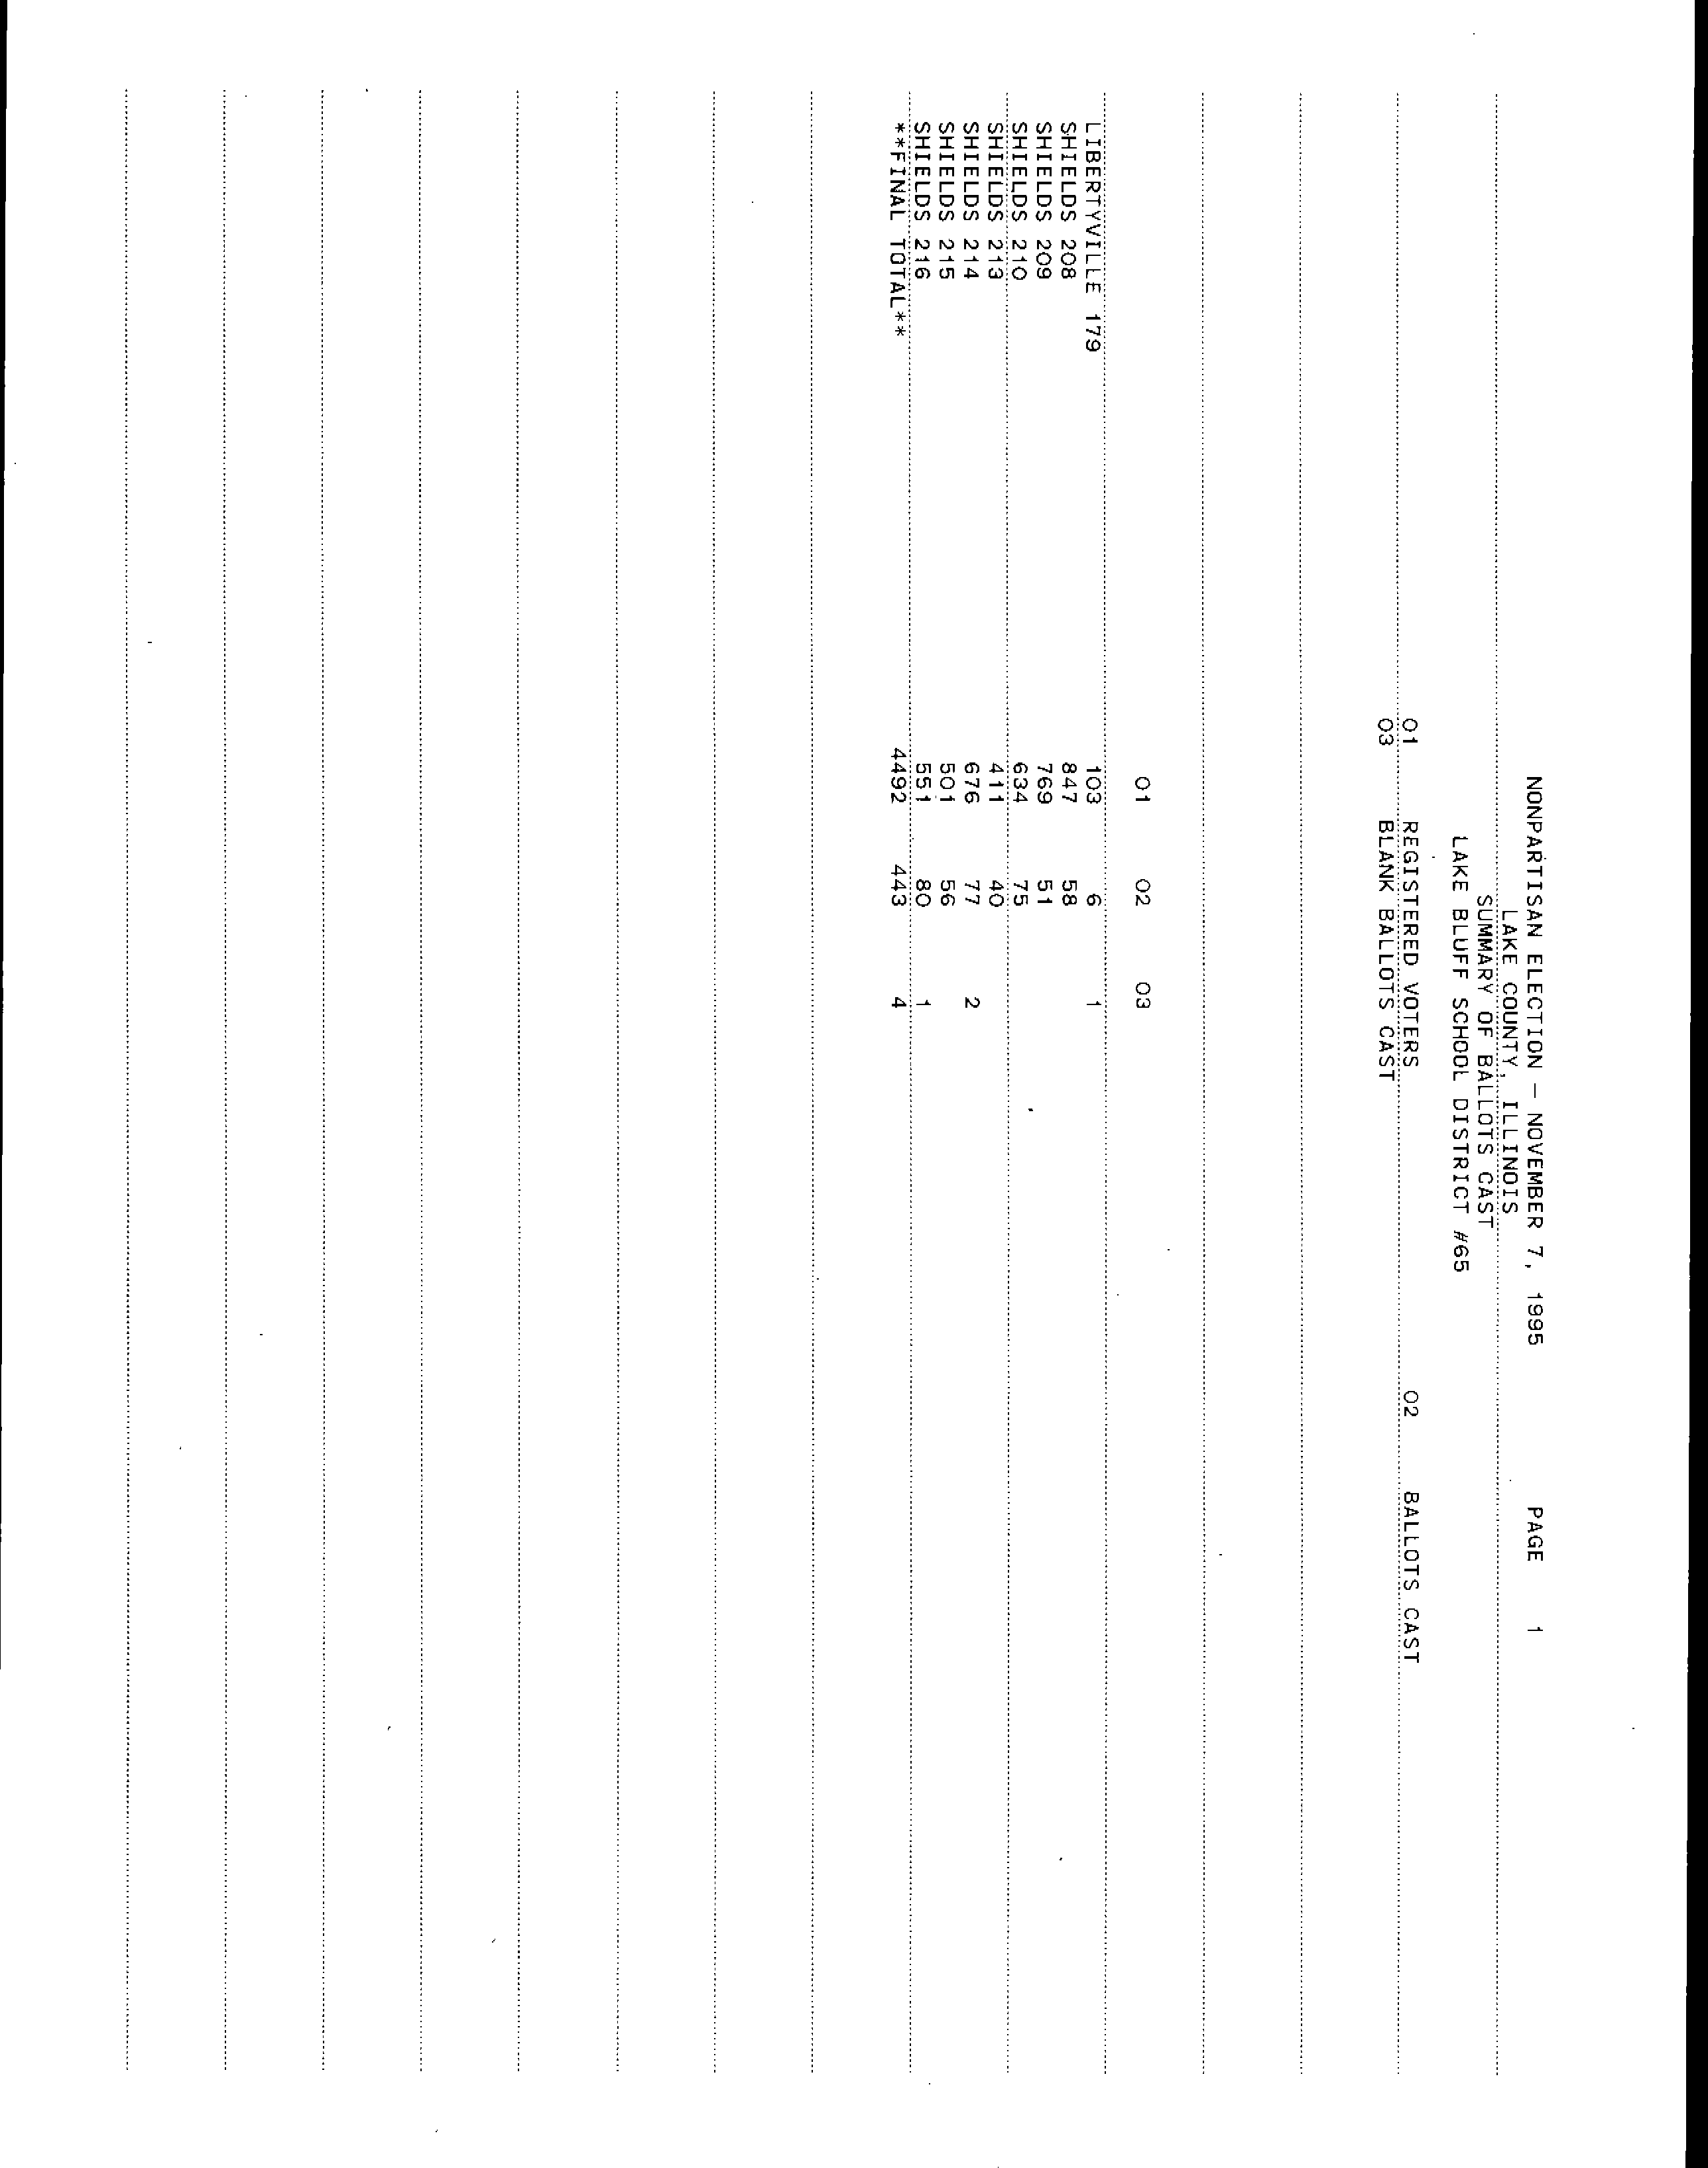 NONPARTISAN ELECTION – NOVEMBER 7, 1995 PAGE 1
LAKE COUNTY, ILLINOIS
SUMMARY OF BALLOTS CAST
LAKE BLUFF SCHOOL DISTRICT #65
01 REGISTERED VOTERS 02 BALLOTS CAST
03 BLANK BALLOTS CAST
01 02 03
LIBERTYVILLE 179 103 6 1
SHIELDS 208 847 58
SHIELDS 209 769 51
SHIELDS 210 634 75
SHIELDS 213 411 40
SHIELDS 214 676 77 2
SHIELDS 215 501 56
SHIELDS 216 551 80 1
**FINAL TOTAL** 4492 443 4